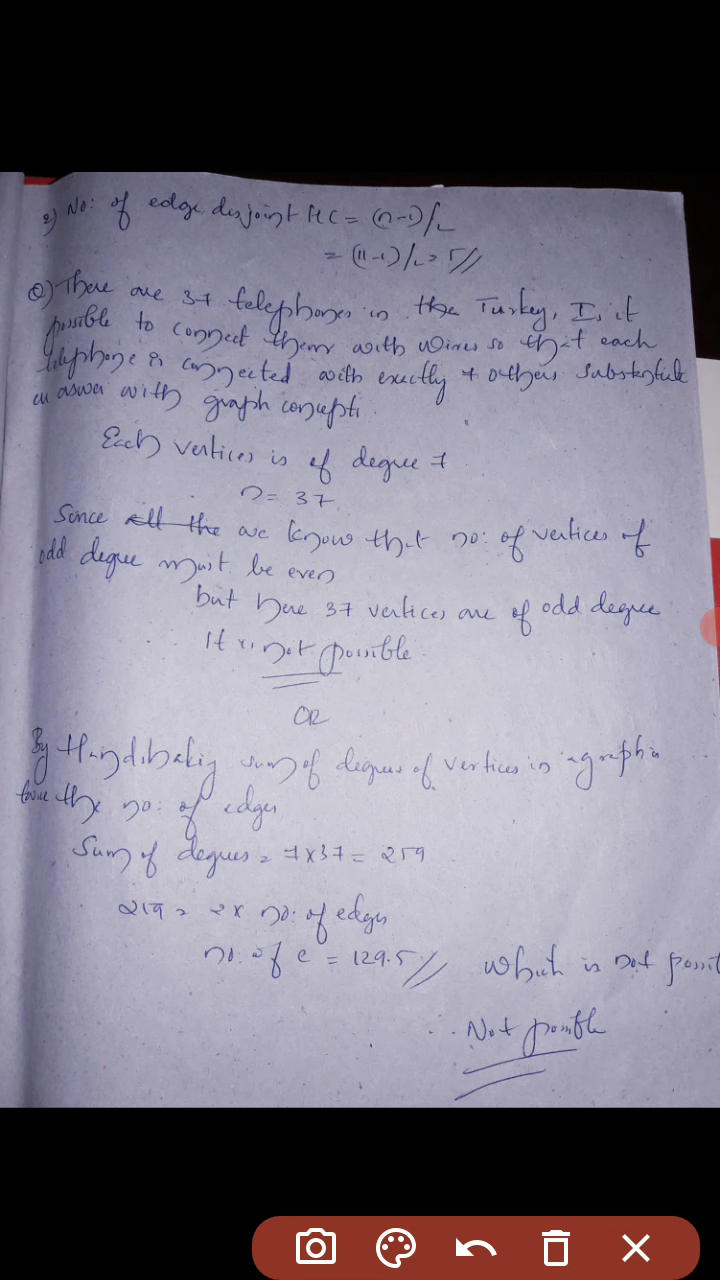 2) No: of edge disjoint HC = (n-1)/2
= (11-1)/2 = 5//
Q) There are 37 telephones in the Turkey, Is it
possible to connect them with wires so that each
telephone is connected with exactly 7 others. Substantiate
ur aswer with graph concepts.
Each vertices is of degree 7
n = 37
Since all the we know that no: of vertices of
odd degree must be even
but here 37 vertices are of odd degree
It is not possible
OR
By Handshaking sum of degrees of vertices in a graph is
twice the no: of edges
Sum of degrees = 7x37 = 259
259 = 2x no: of edges
no: of e = 129.5// which is not possi
∴ Not possible